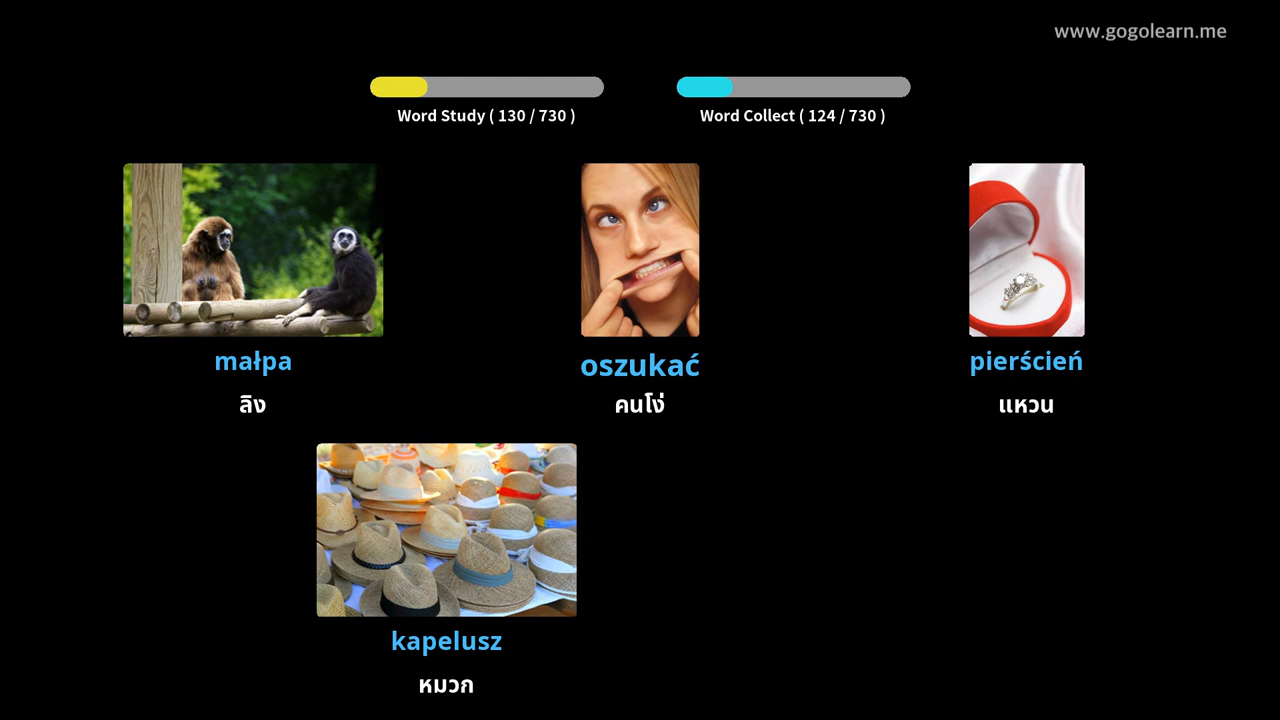 www.gogolearn.me
Word Study ( 130 / 730 )
Word Collect ( 124 / 730 )
małpa
ลิง
oszukać
คนโง่
pierścień
แหวน
kapelusz
หมวก